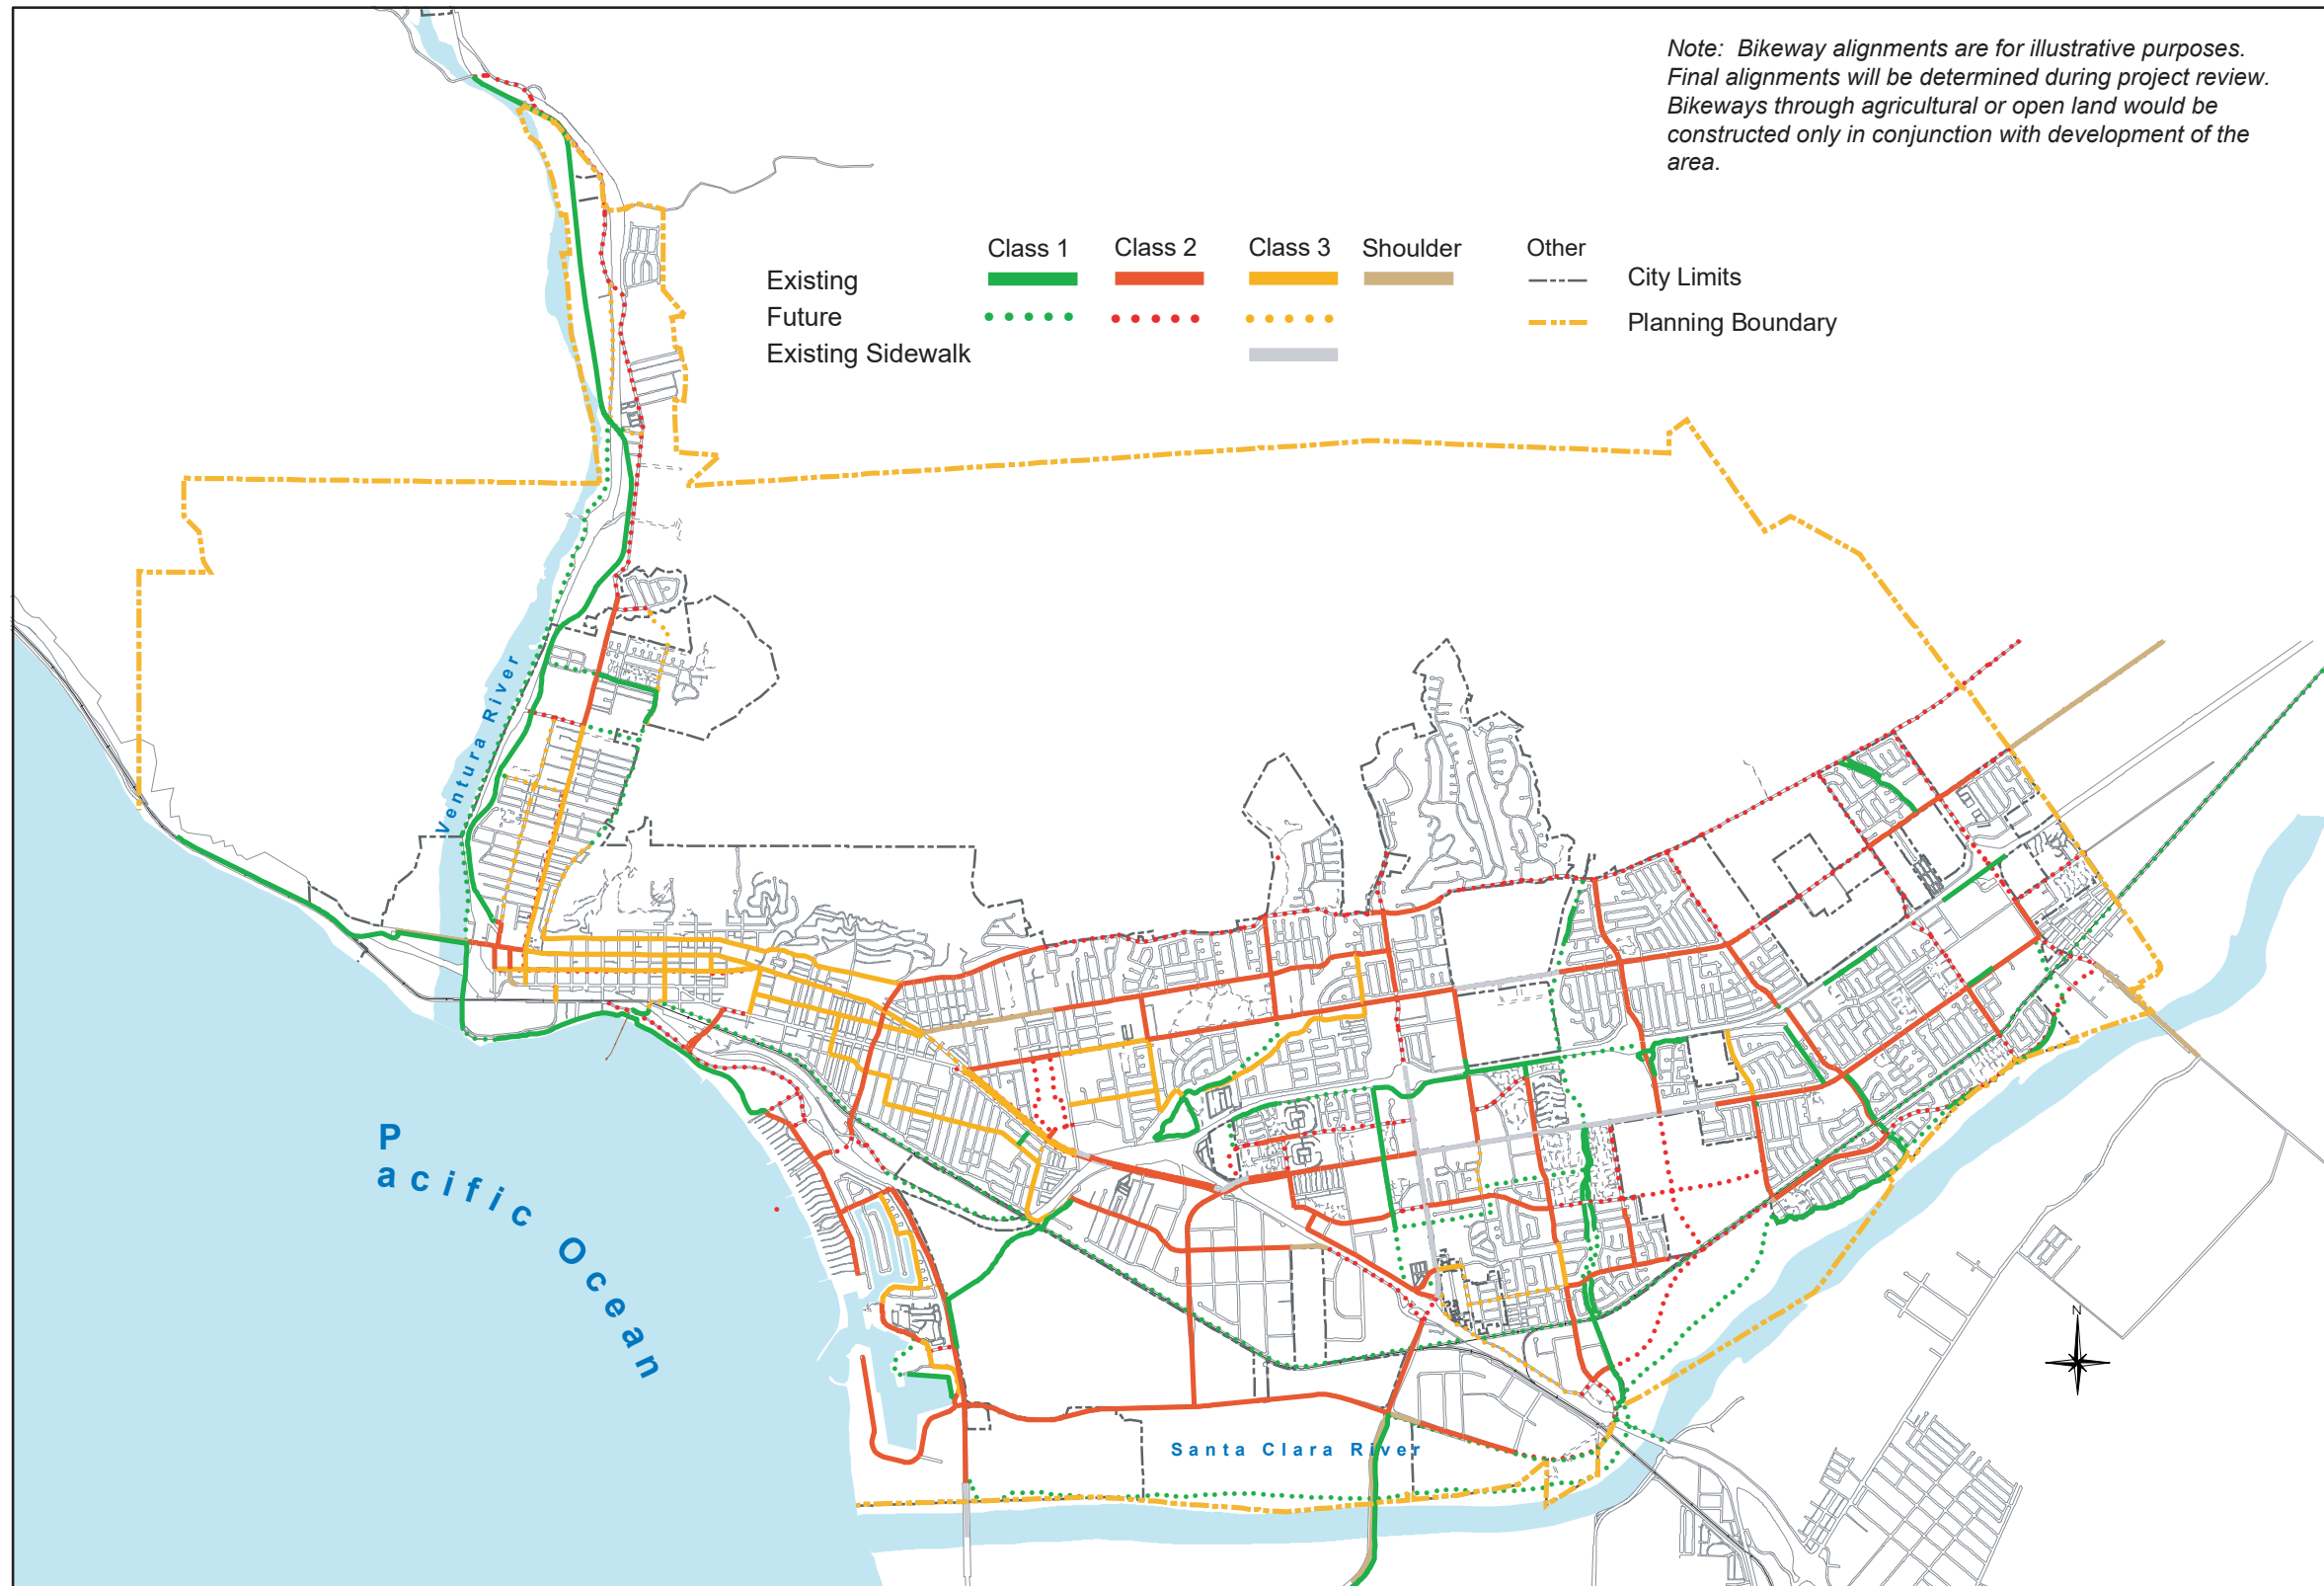 Note:  Bikeway alignments are for illustrative purposes.
Final alignments will be determined during project review.
Bikeways through agricultural or open land would be
constructed only in conjunction with development of the
area.
Class 1
Class 2
Class 3
Shoulder
Other
Existing
City Limits
Future
Planning Boundary
Existing Sidewalk
Ventura River
P
acific Ocean
N
Santa Clara River